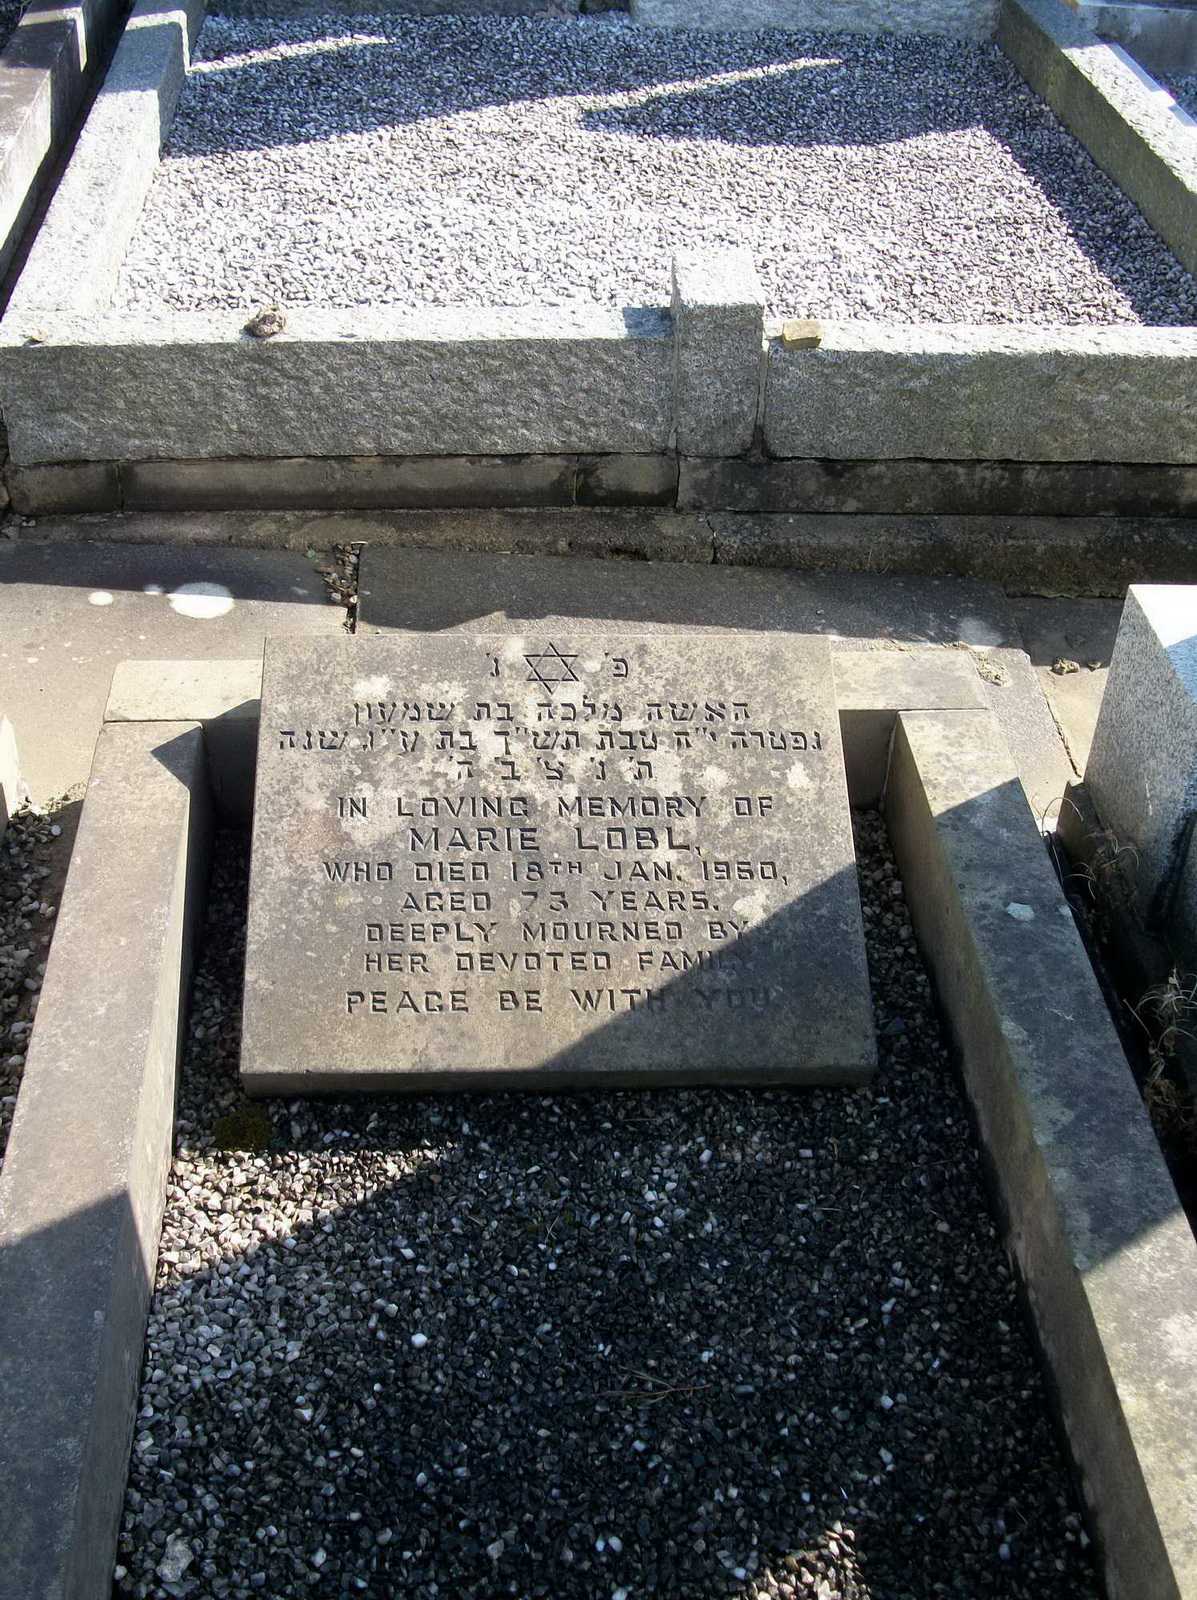 פ' נ'
האשה מלכה בת שמעון
נפטרה י"ח טבת תש"ך בת ע"ג שנה
ת' נ' צ' ב' ה'
IN LOVING MEMORY OF
MARIE LOBL,
WHO DIED 18TH JAN. 1960,
AGED 73 YEARS.
DEEPLY MOURNED BY
HER DEVOTED FAMILY
PEACE BE WITH YOU